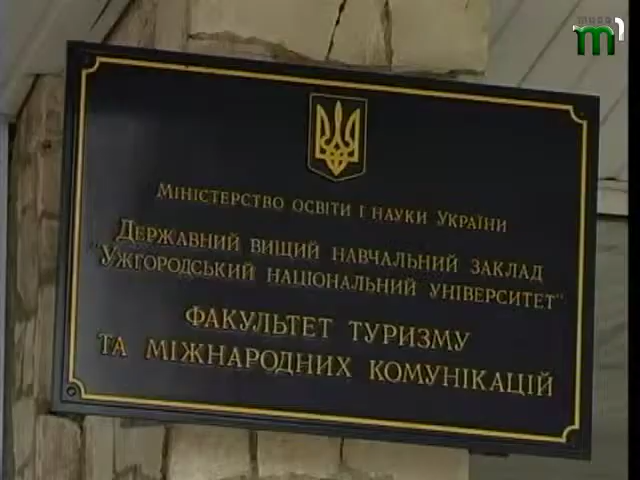 МІНІСТЕРСТВО ОСВІТИ І НАУКИ УКРАЇНИ
ДЕРЖАВНИЙ ВИЩИЙ НАВЧАЛЬНИЙ ЗАКЛАД
"УЖГОРОДСЬКИЙ НАЦІОНАЛЬНИЙ УНІВЕРСИТЕТ"
ФАКУЛЬТЕТ ТУРИЗМУ
ТА МІЖНАРОДНИХ КОМУНІКАЦІЙ